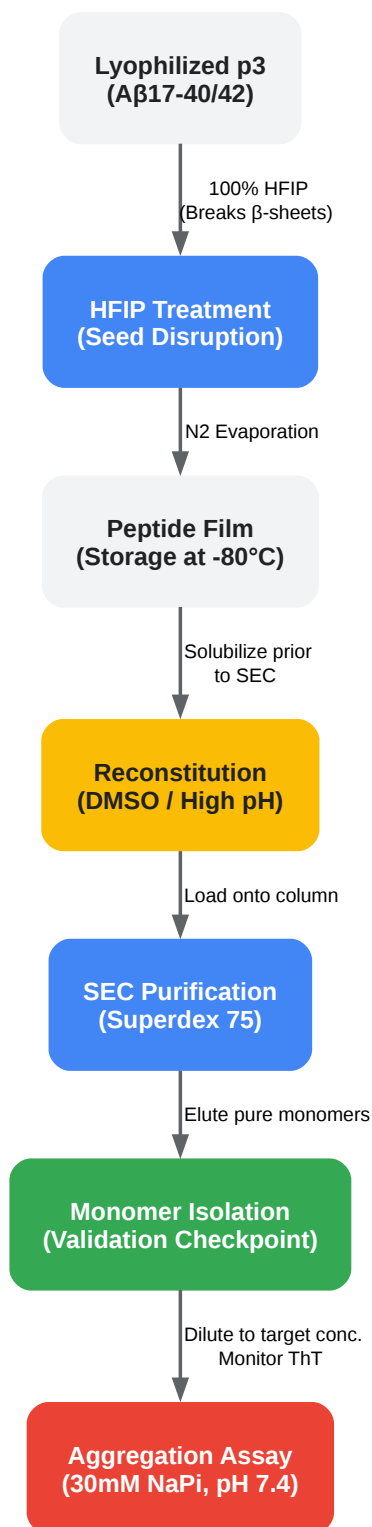 Lyophilized p3
(Aβ17-40/42)
100% HFIP
(Breaks β-sheets)
HFIP Treatment
(Seed Disruption)
N2 Evaporation
Peptide Film
(Storage at -80°C)
Solubilize prior
to SEC
Reconstitution
(DMSO / High pH)
Load onto column
SEC Purification
(Superdex 75)
Elute pure monomers
Monomer Isolation
(Validation Checkpoint)
Dilute to target conc.
Monitor ThT
Aggregation Assay
(30mM NaPi, pH 7.4)